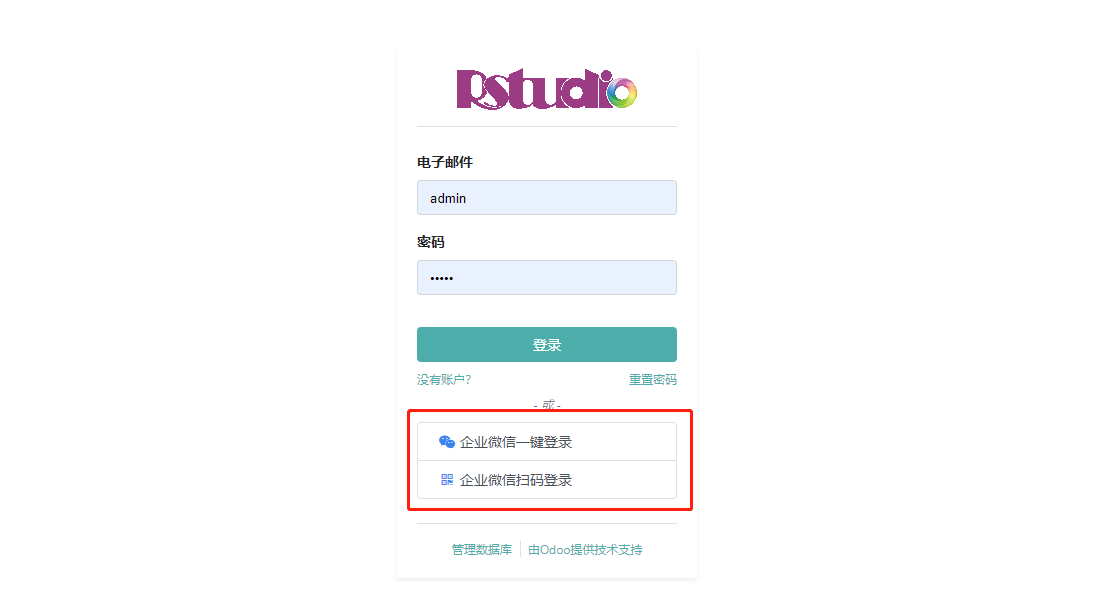 Rstudio
电子邮件
admin
密码
•••••
登录
没有账户？ 重置密码
- 或 -
企业微信一键登录
企业微信扫码登录
管理数据库 由Odoo提供技术支持